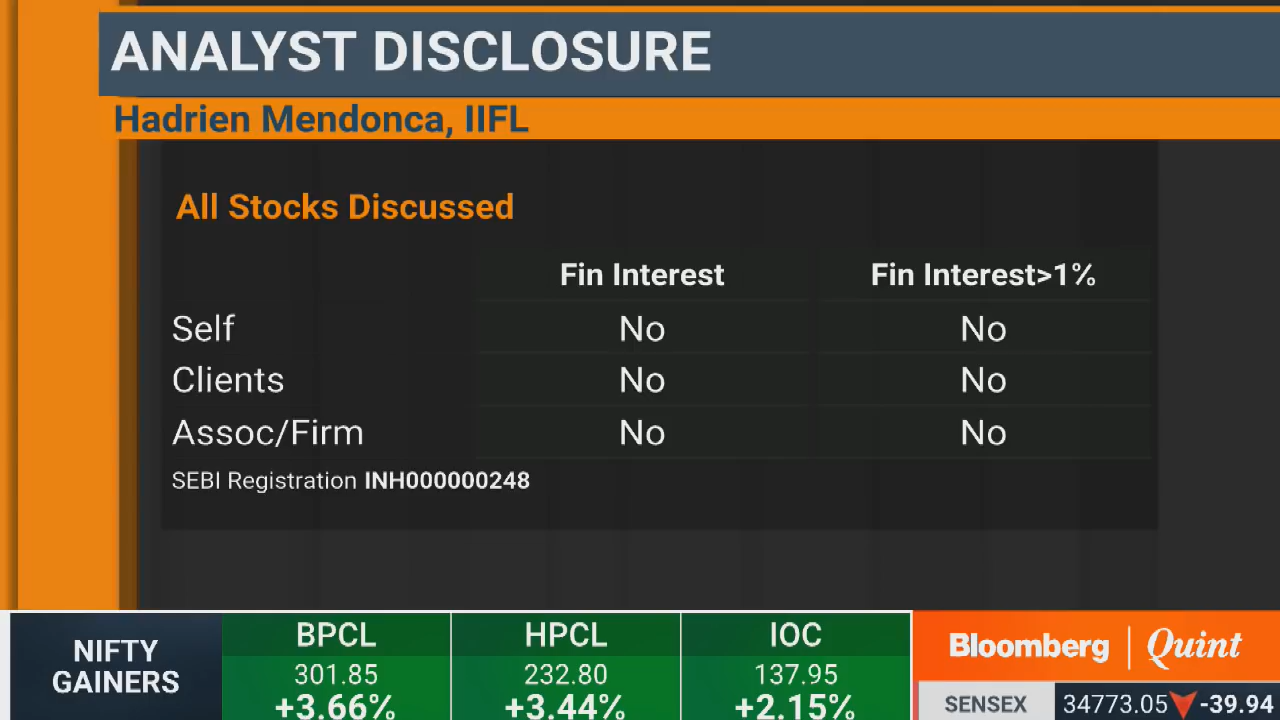 ANALYST DISCLOSURE
Hadrien Mendonca, IIFL
All Stocks Discussed
Fin Interest Fin Interest>1%
Self No No
Clients No No
Assoc/Firm No No
SEBI Registration INH000000248
NIFTY GAINERS
BPCL
301.85
+3.66%
HPCL
232.80
+3.44%
IOC
137.95
+2.15%
Bloomberg | Quint
SENSEX 34773.05 -39.94